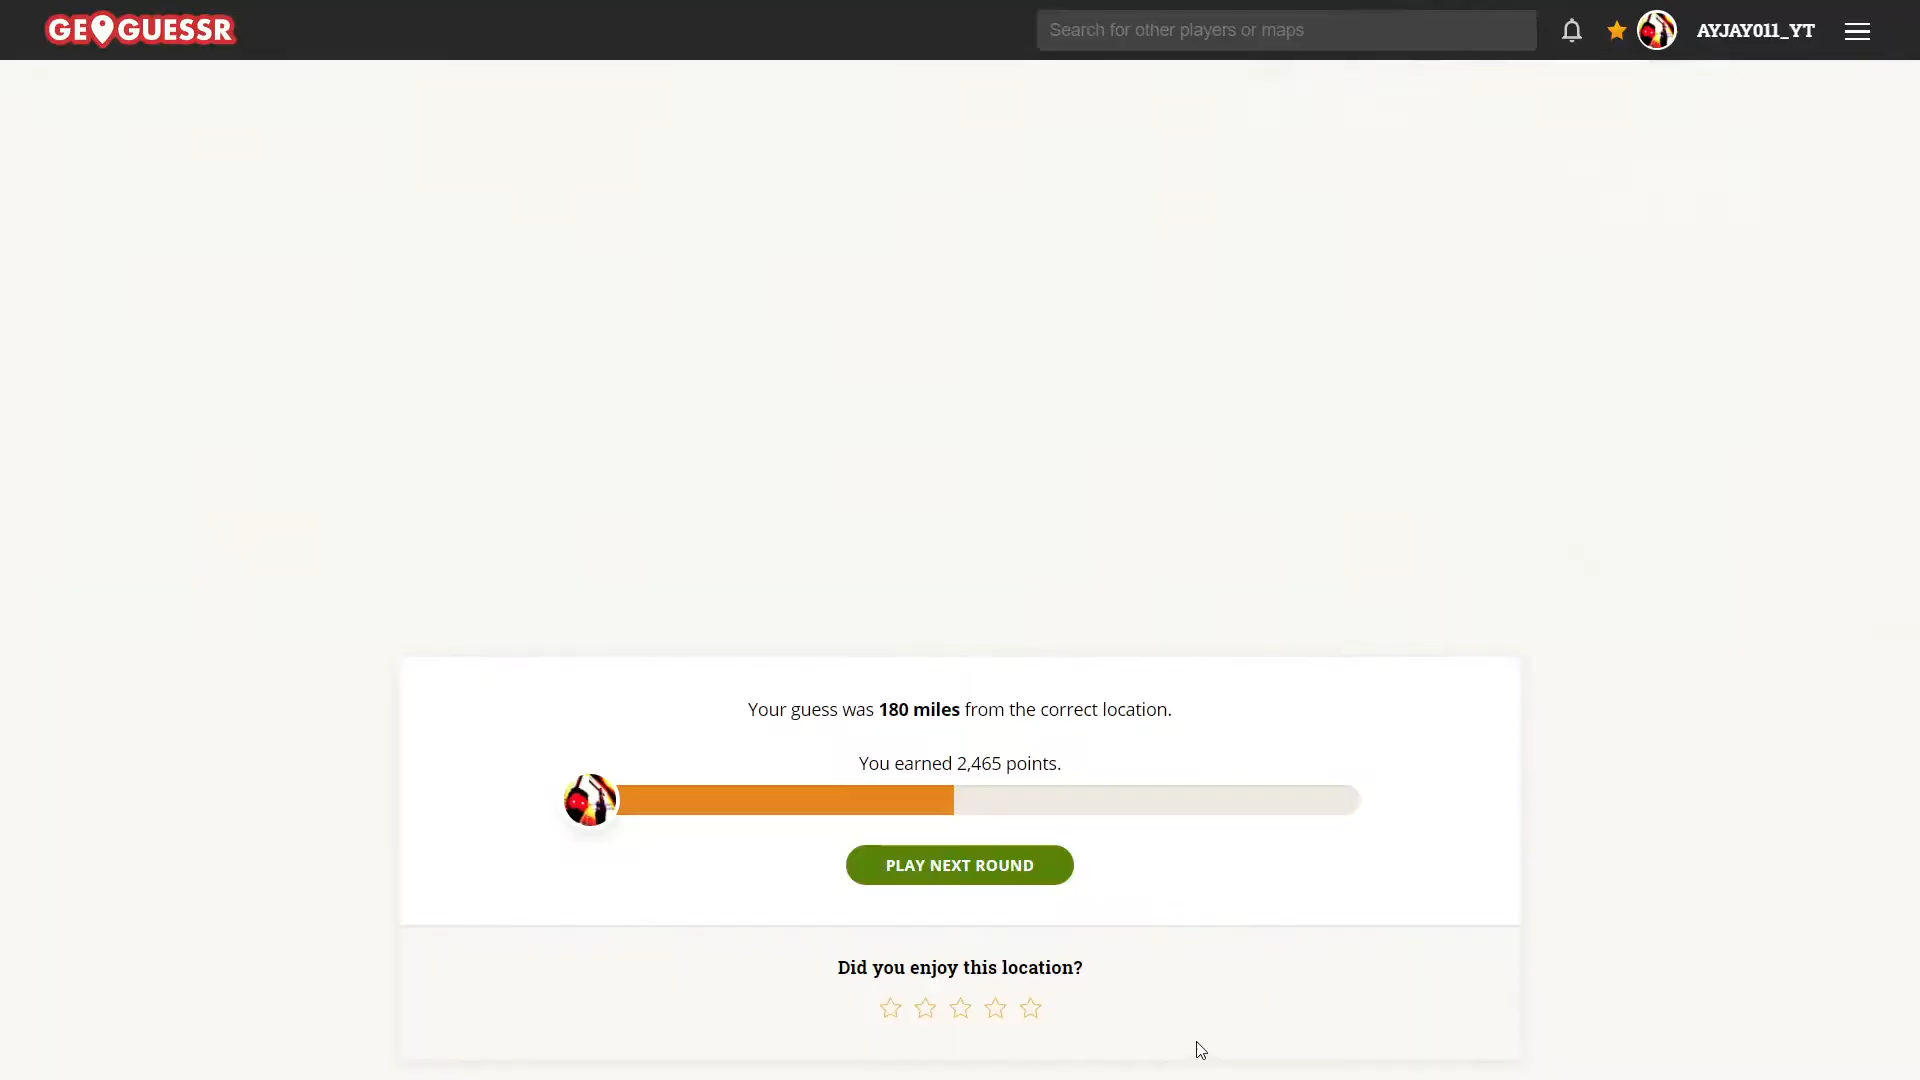 GEOGUESSR
Search for other players or maps
AYJAY011_YT
Your guess was 180 miles from the correct location.
You earned 2,465 points.
PLAY NEXT ROUND
Did you enjoy this location?